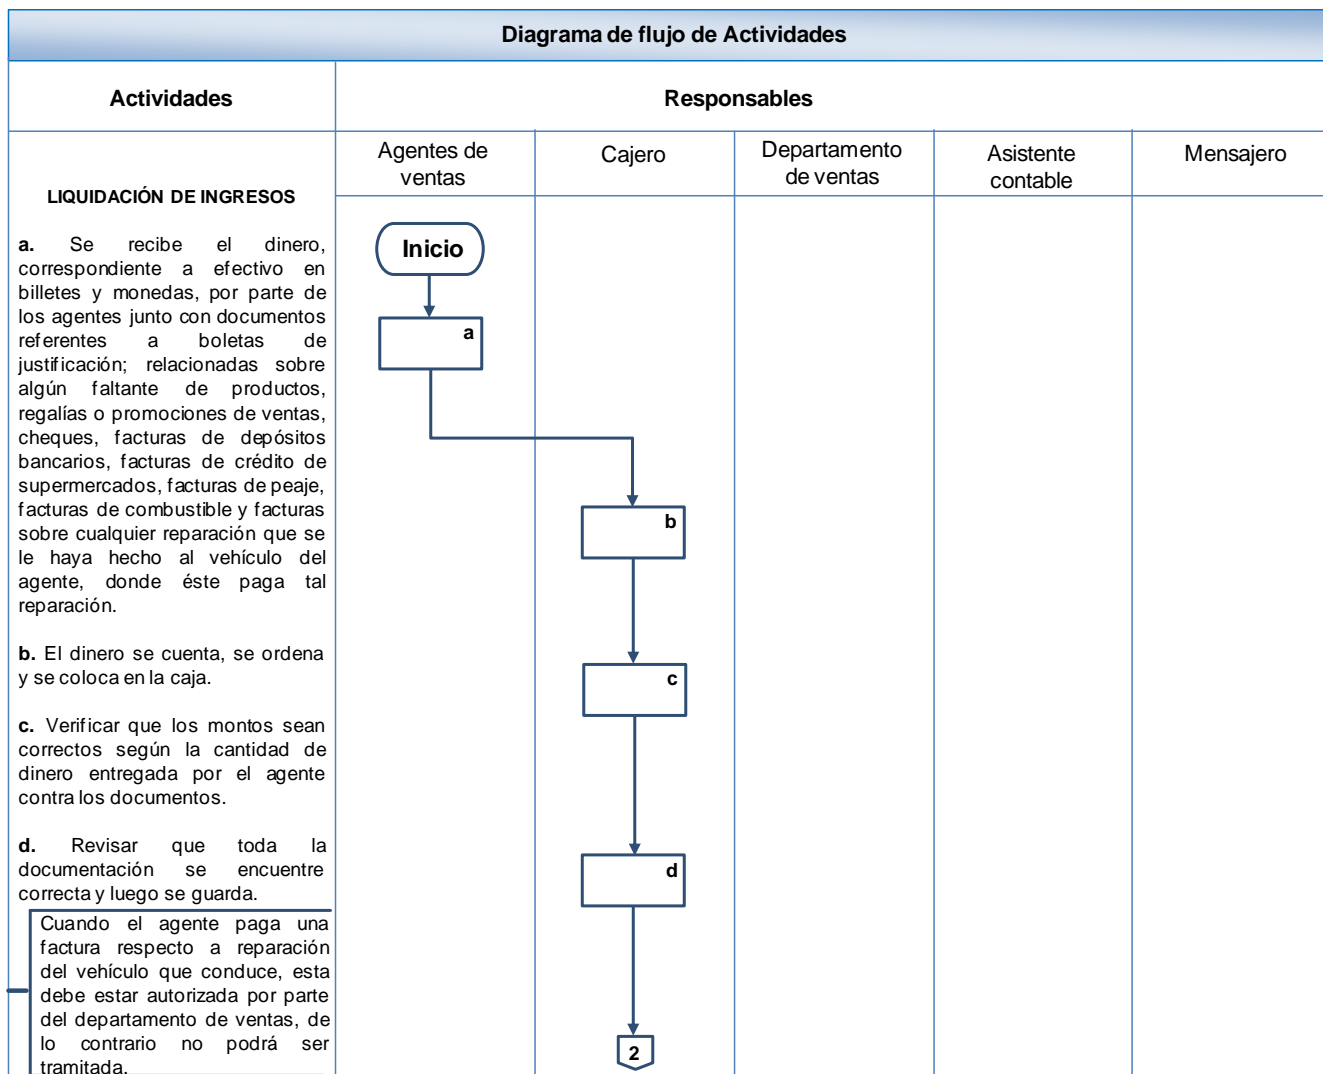 Diagrama de flujo de Actividades
Actividades
Responsables
Agentes de
ventas
Cajero
Departamento
de ventas
Asistente
contable
Mensajero
LIQUIDACIÓN DE INGRESOS
a. Se recibe el dinero,
correspondiente a efectivo en
billetes y monedas, por parte de
los agentes junto con documentos
referentes a boletas de
justificación; relacionadas sobre
algún faltante de productos,
regalías o promociones de ventas,
cheques, facturas de depósitos
bancarios, facturas de crédito de
supermercados, facturas de peaje,
facturas de combustible y facturas
sobre cualquier reparación que se
le haya hecho al vehículo del
agente, donde éste paga tal
reparación.
b. El dinero se cuenta, se ordena
y se coloca en la caja.
c. Verificar que los montos sean
correctos según la cantidad de
dinero entregada por el agente
contra los documentos.
d. Revisar que toda la
documentación se encuentre
correcta y luego se guarda.
Cuando el agente paga una
factura respecto a reparación
del vehículo que conduce, esta
debe estar autorizada por parte
del departamento de ventas, de
lo contrario no podrá ser
tramitada.
Inicio
a
b
c
d
2